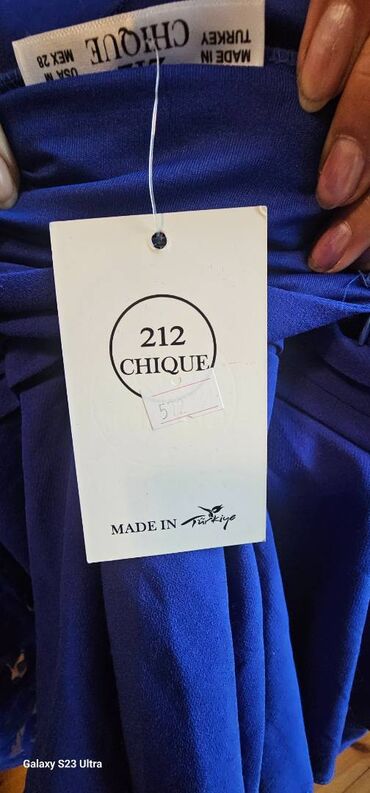 MADE IN
TURKEY
CHIQUE
USA M
MEX 28
212
CHIQUE
MADE IN Türkiye
Galaxy S23 Ultra